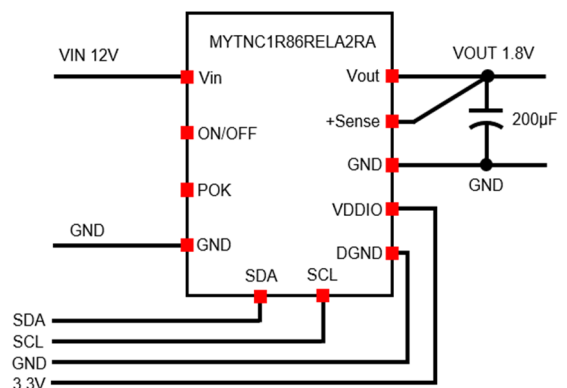 MYTNC1R86RELA2RA
VIN 12V
Vin
Vout
VOUT 1.8V
ON/OFF
+Sense
200µF
POK
GND
GND
VDDIO
GND
GND
DGND
SDA
SCL
SDA
SCL
GND
3.3V